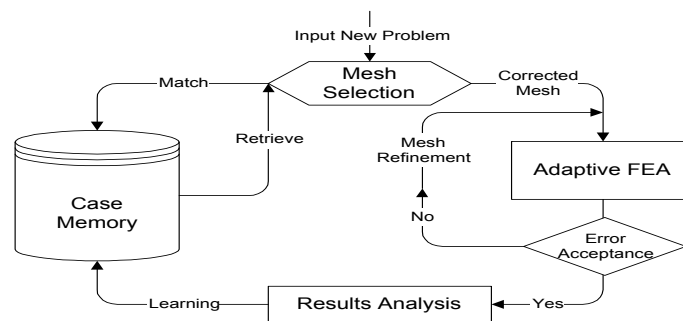 Input New Problem
Mesh
Selection
Match
Corrected
Mesh
Retrieve
Mesh
Refinement
Adaptive FEA
Case
Memory
No
Error
Acceptance
Learning
Results Analysis
Yes